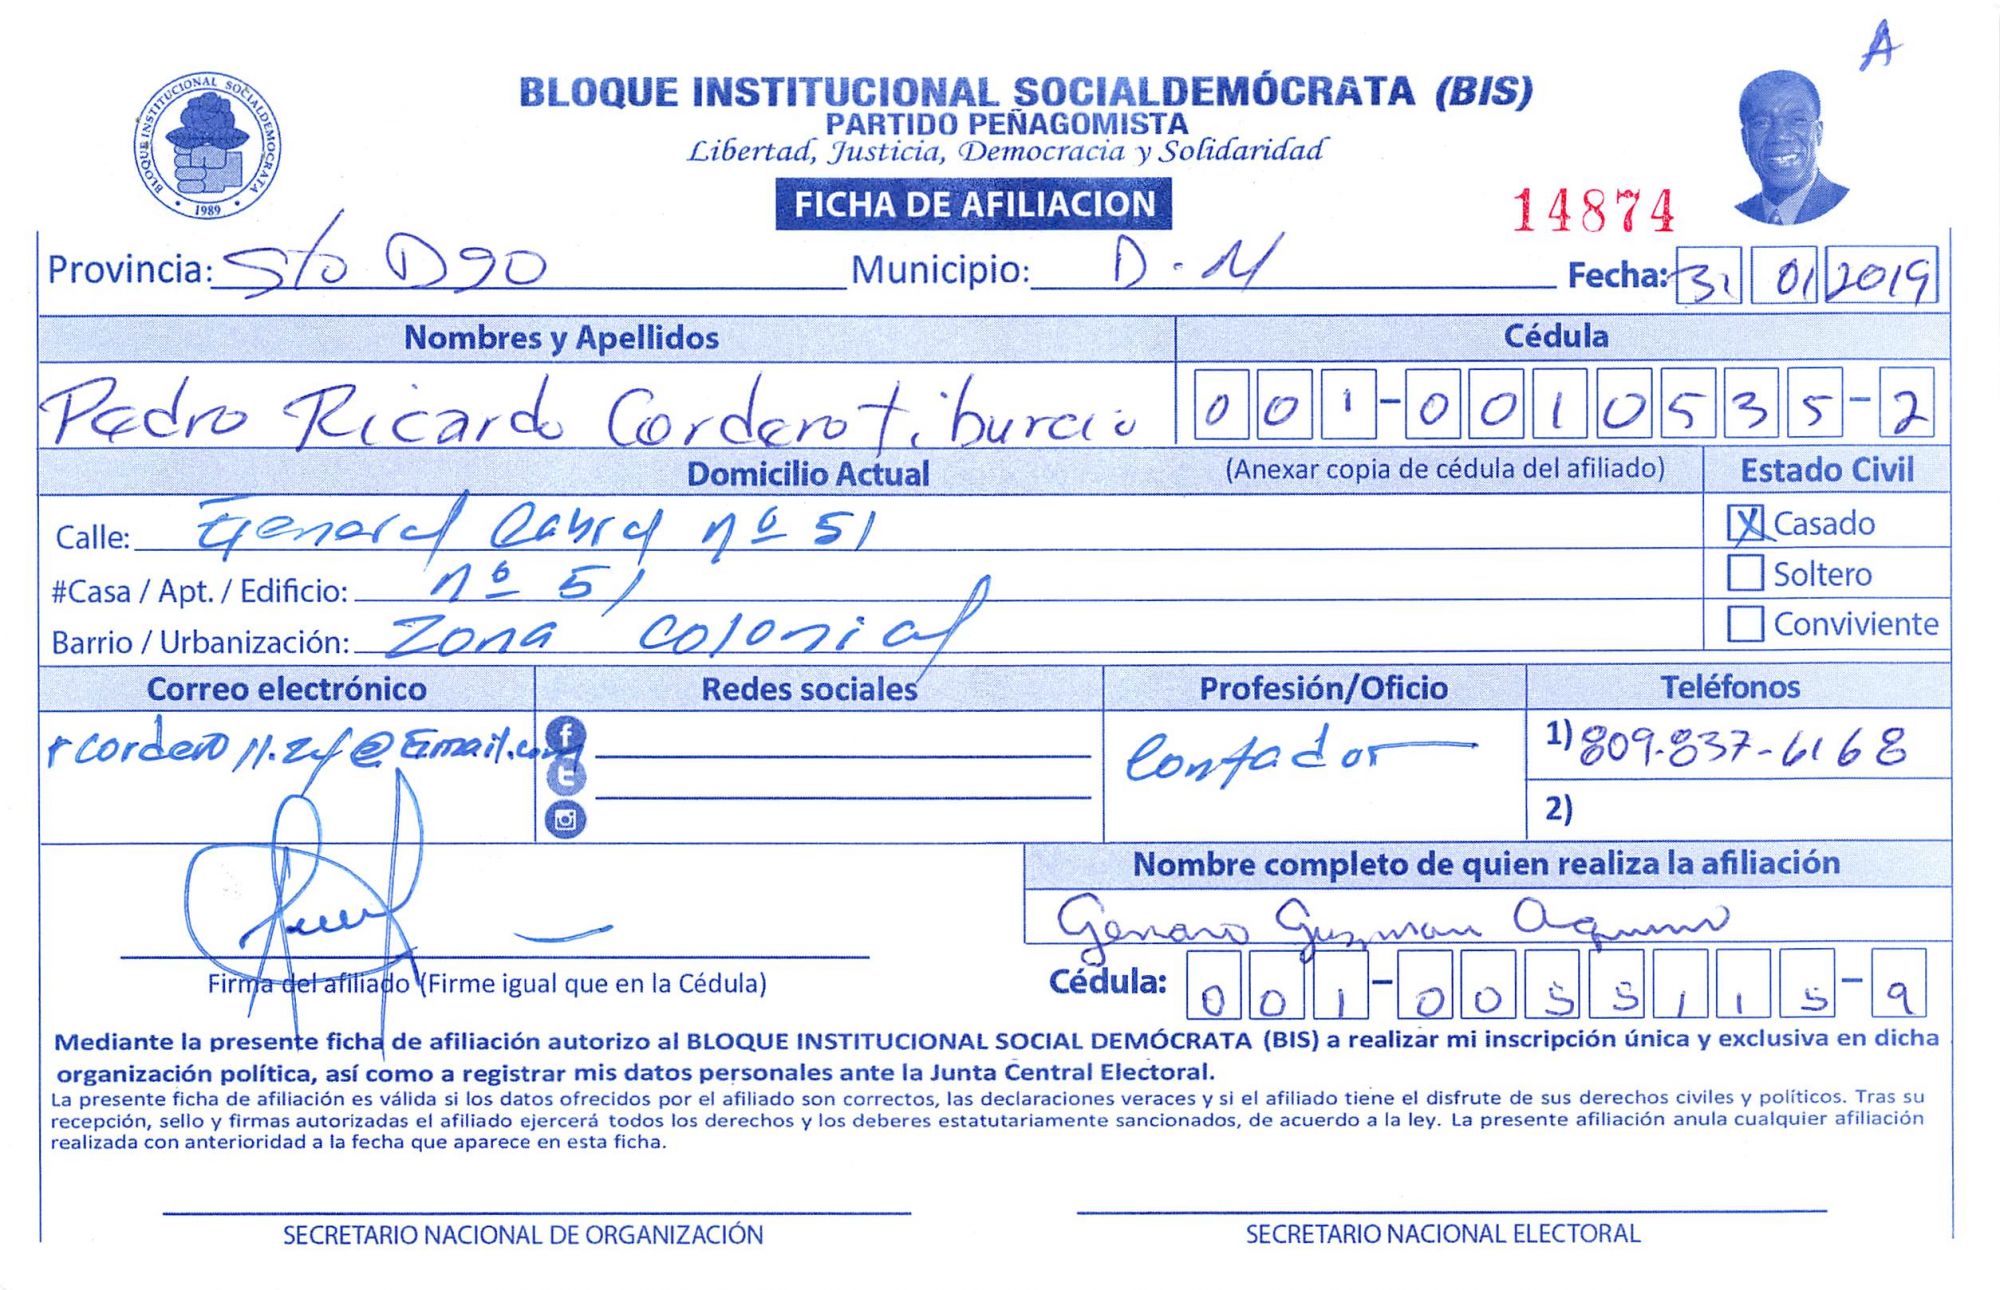 A
BLOQUE INSTITUCIONAL SOCIALDEMÓCRATA (BIS)
PARTIDO PEÑAGOMISTA
Libertad, Justicia, Democracia y Solidaridad
BLOQUE INSTITUCIONAL SOCIALDEMOCRATA
1989
FICHA DE AFILIACION
14874
Provincia: Sto Dgo Municipio: D.N Fecha: 31 01 2019
Nombres y Apellidos Cédula
Pedro Ricardo Cordero Tiburcio 001-0010535-2
Domicilio Actual (Anexar copia de cédula del afiliado) Estado Civil
Calle: General Cabral nº 51 X Casado
#Casa / Apt. / Edificio: nº 51 Soltero
Barrio / Urbanización: Zona Colonial Conviviente
Correo electrónico Redes sociales Profesión/Oficio Teléfonos
Contador 1) 809-837-6168
2)
Nombre completo de quien realiza la afiliación
Genaro Guzman Aquino
Firma del afiliado (Firme igual que en la Cédula) Cédula: 001-0055115-9
Mediante la presente ficha de afiliación autorizo al BLOQUE INSTITUCIONAL SOCIAL DEMÓCRATA (BIS) a realizar mi inscripción única y exclusiva en dicha
organización política, así como a registrar mis datos personales ante la Junta Central Electoral.
La presente ficha de afiliación es válida si los datos ofrecidos por el afiliado son correctos, las declaraciones veraces y si el afiliado tiene el disfrute de sus derechos civiles y políticos. Tras su
recepción, sello y firmas autorizadas el afiliado ejercerá todos los derechos y los deberes estatutariamente sancionados, de acuerdo a la ley. La presente afiliación anula cualquier afiliación
realizada con anterioridad a la fecha que aparece en esta ficha.
SECRETARIO NACIONAL DE ORGANIZACIÓN SECRETARIO NACIONAL ELECTORAL